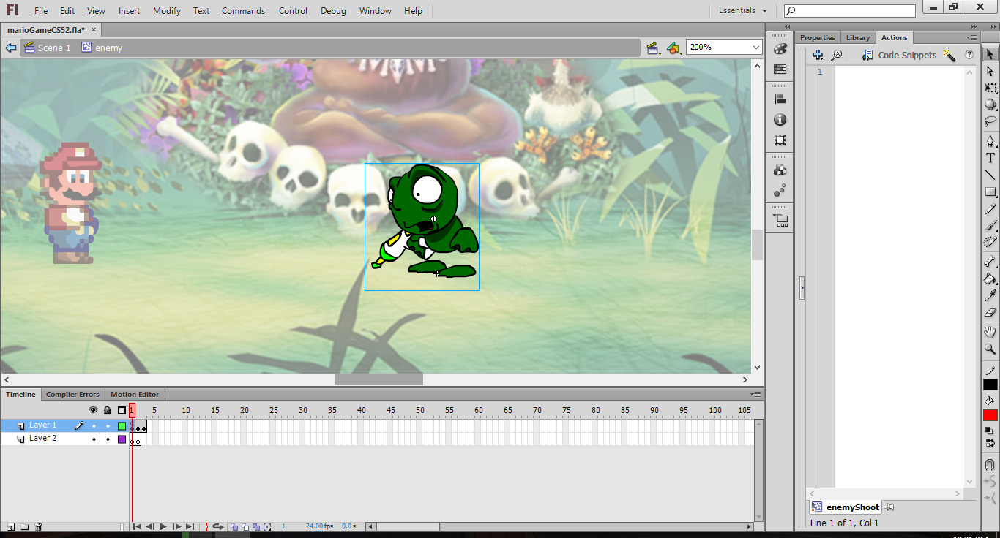 Fl File Edit View Insert Modify Text Commands Control Debug Window Help Essentials
marioGameCS52.fla* ×
Scene 1 enemy 200%
Properties Library Actions
Code Snippets
1
Timeline Compiler Errors Motion Editor
1 5 10 15 20 25 30 35 40 45 50 55 60 65 70 75 80 85 90 95 100 105
Layer 1
Layer 2
enemyShoot
Line 1 of 1, Col 1
1 24.00 fps 0.0 s